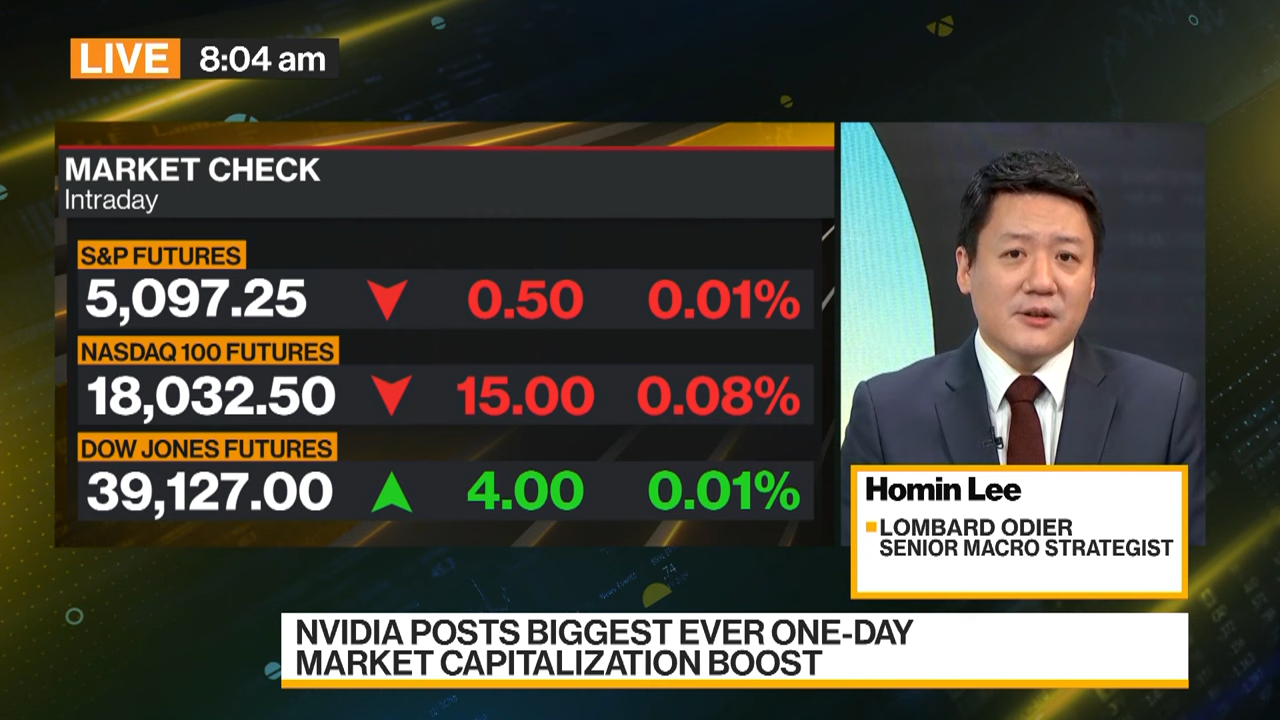 LIVE 8:04 am
MARKET CHECK
Intraday
S&P FUTURES
5,097.25 ▼ 0.50 0.01%
NASDAQ 100 FUTURES
18,032.50 ▼ 15.00 0.08%
DOW JONES FUTURES
39,127.00 ▲ 4.00 0.01%
Homin Lee
LOMBARD ODIER
SENIOR MACRO STRATEGIST
NVIDIA POSTS BIGGEST EVER ONE-DAY
MARKET CAPITALIZATION BOOST